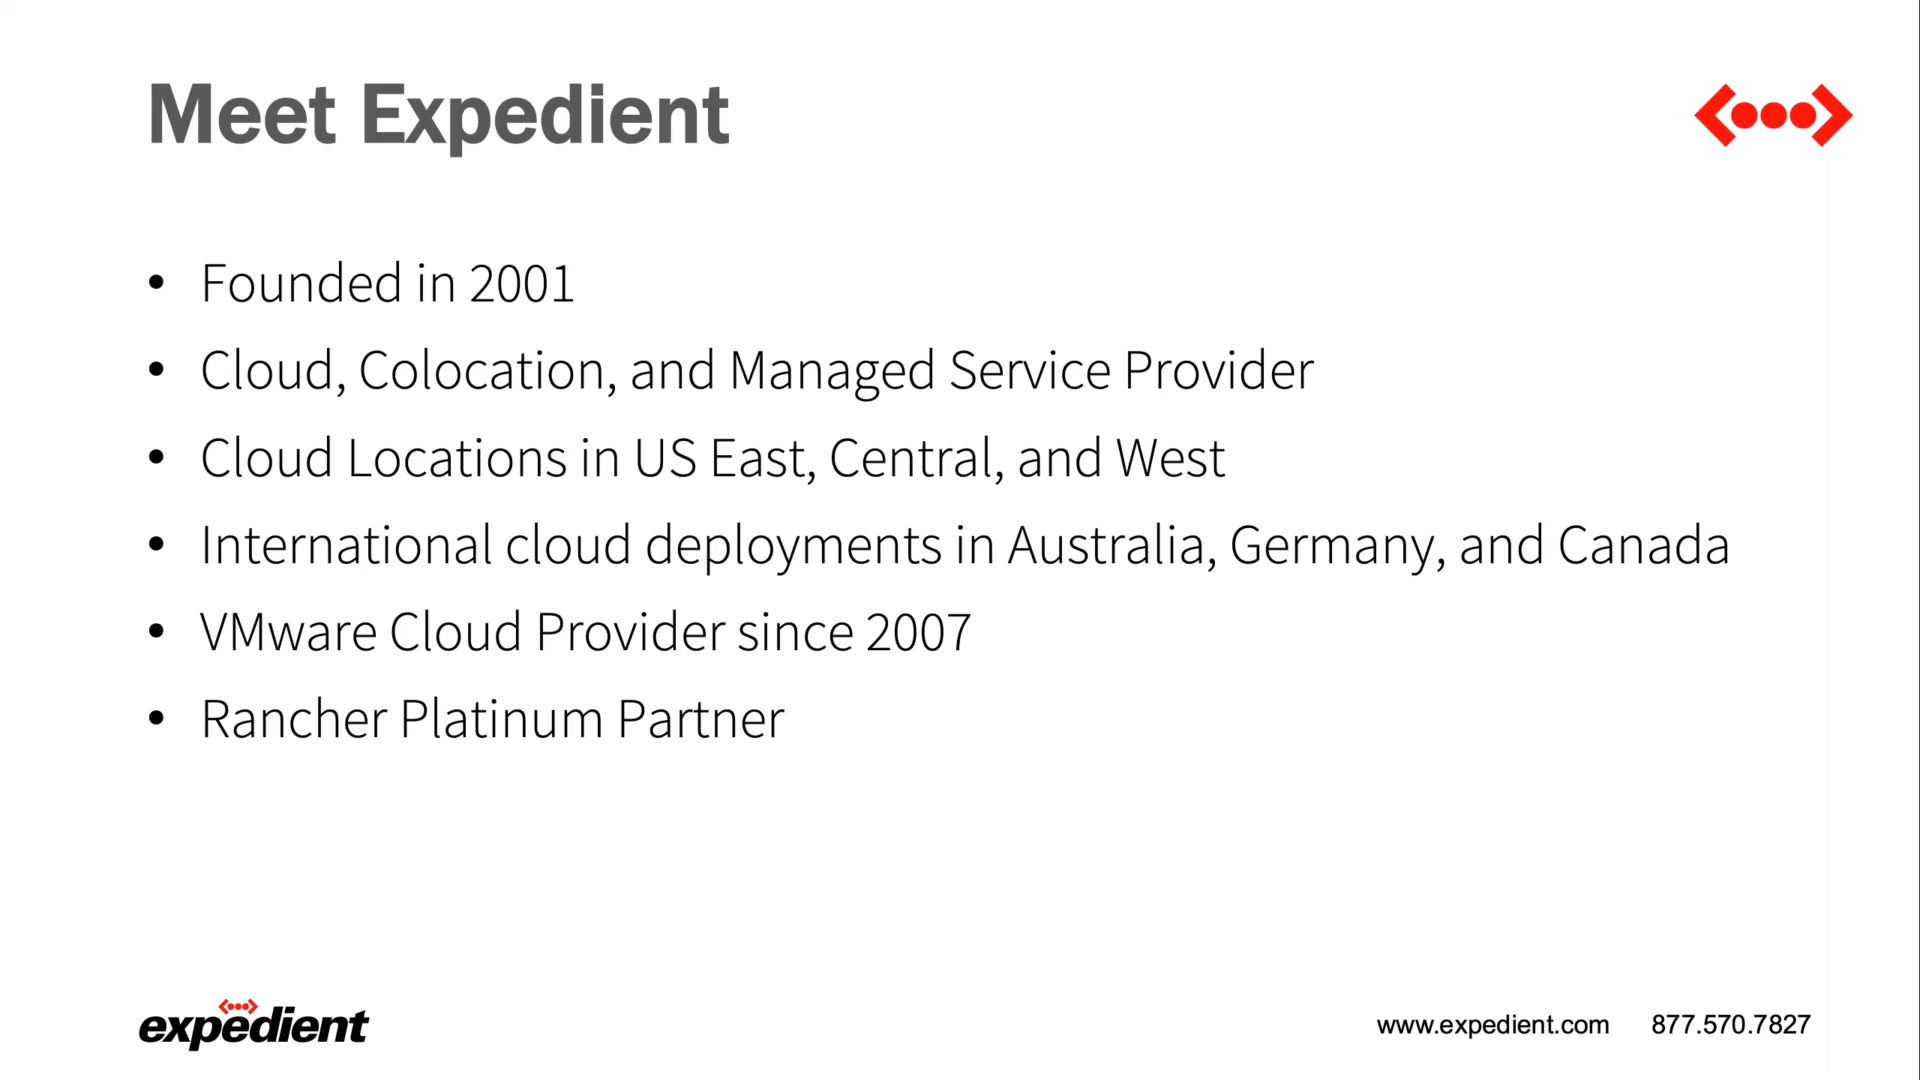 Meet Expedient
• Founded in 2001
• Cloud, Colocation, and Managed Service Provider
• Cloud Locations in US East, Central, and West
• International cloud deployments in Australia, Germany, and Canada
• VMware Cloud Provider since 2007
• Rancher Platinum Partner
expedient
www.expedient.com 877.570.7827